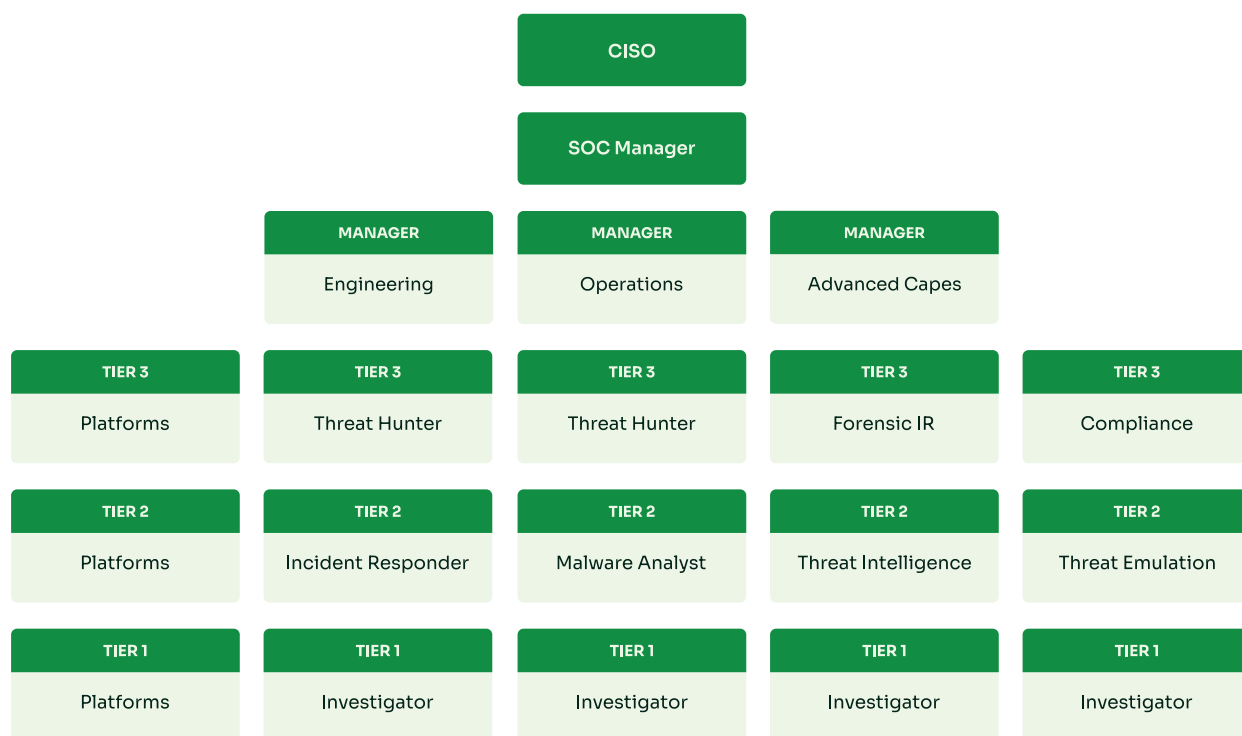 CISO
SOC Manager
MANAGER
Engineering
MANAGER
Operations
MANAGER
Advanced Capes
TIER 3
Platforms
TIER 3
Threat Hunter
TIER 3
Threat Hunter
TIER 3
Forensic IR
TIER 3
Compliance
TIER 2
Platforms
TIER 2
Incident Responder
TIER 2
Malware Analyst
TIER 2
Threat Intelligence
TIER 2
Threat Emulation
TIER 1
Platforms
TIER 1
Investigator
TIER 1
Investigator
TIER 1
Investigator
TIER 1
Investigator